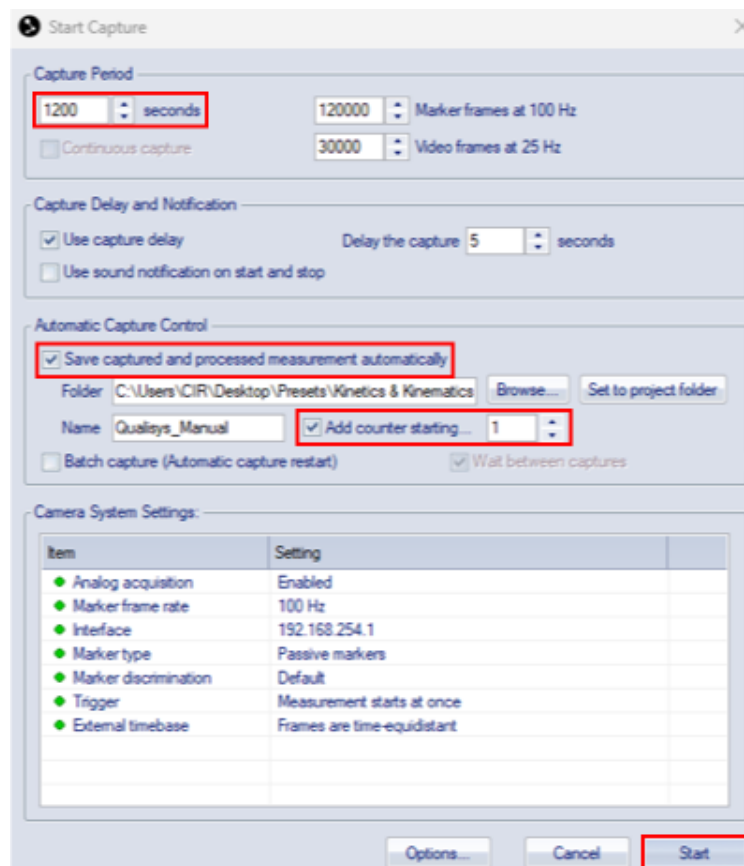 Start Capture
Capture Period
1200 seconds 120000 Marker frames at 100 Hz
Continuous capture 30000 Video frames at 25 Hz
Capture Delay and Notification
Use capture delay Delay the capture 5 seconds
Use sound notification on start and stop
Automatic Capture Control
Save captured and processed measurement automatically
Folder C:\Users\CIR\Desktop\Presets\Kinetics & Kinematics Browse... Set to project folder
Name Qualisys_Manual Add counter starting... 1
Batch capture (Automatic capture restart) Wait between captures
Camera System Settings:
Item Setting
Analog acquisition Enabled
Marker frame rate 100 Hz
Interface 192.168.254.1
Marker type Passive markers
Marker discrimination Default
Trigger Measurement starts at once
External timebase Frames are time-equidistant
Options... Cancel Start